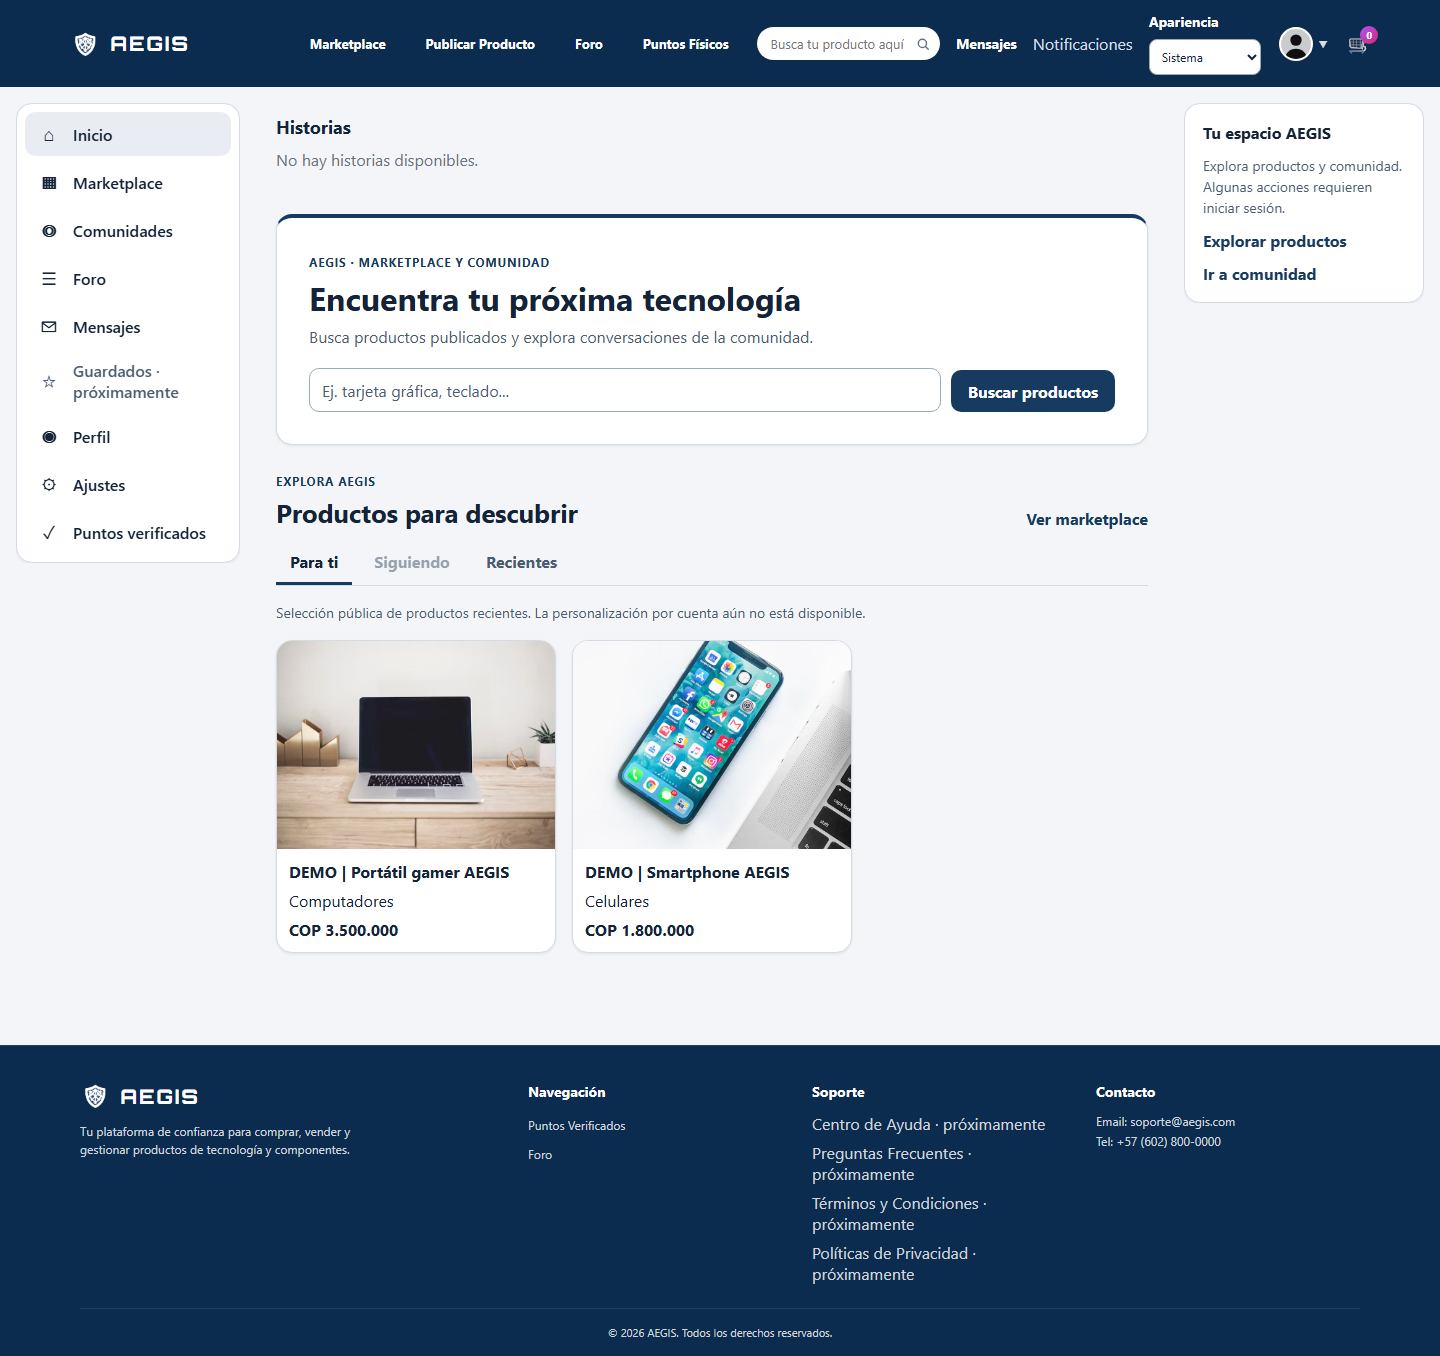 AEGIS
Marketplace
Publicar Producto
Foro
Puntos Físicos
Busca tu producto aquí
Mensajes
Notificaciones
Apariencia
Sistema
0
Inicio
Marketplace
Comunidades
Foro
Mensajes
Guardados ·
próximamente
Perfil
Ajustes
Puntos verificados
Historias
No hay historias disponibles.
AEGIS · MARKETPLACE Y COMUNIDAD
Encuentra tu próxima tecnología
Busca productos publicados y explora conversaciones de la comunidad.
Ej. tarjeta gráfica, teclado...
Buscar productos
EXPLORA AEGIS
Productos para descubrir
Ver marketplace
Para ti
Siguiendo
Recientes
Selección pública de productos recientes. La personalización por cuenta aún no está disponible.
DEMO | Portátil gamer AEGIS
Computadores
COP 3.500.000
DEMO | Smartphone AEGIS
Celulares
COP 1.800.000
Tu espacio AEGIS
Explora productos y comunidad.
Algunas acciones requieren
iniciar sesión.
Explorar productos
Ir a comunidad
AEGIS
Tu plataforma de confianza para comprar, vender y
gestionar productos de tecnología y componentes.
Navegación
Puntos Verificados
Foro
Soporte
Centro de Ayuda · próximamente
Preguntas Frecuentes ·
próximamente
Términos y Condiciones ·
próximamente
Políticas de Privacidad ·
próximamente
Contacto
Email: soporte@aegis.com
Tel: +57 (602) 800-0000
© 2026 AEGIS. Todos los derechos reservados.